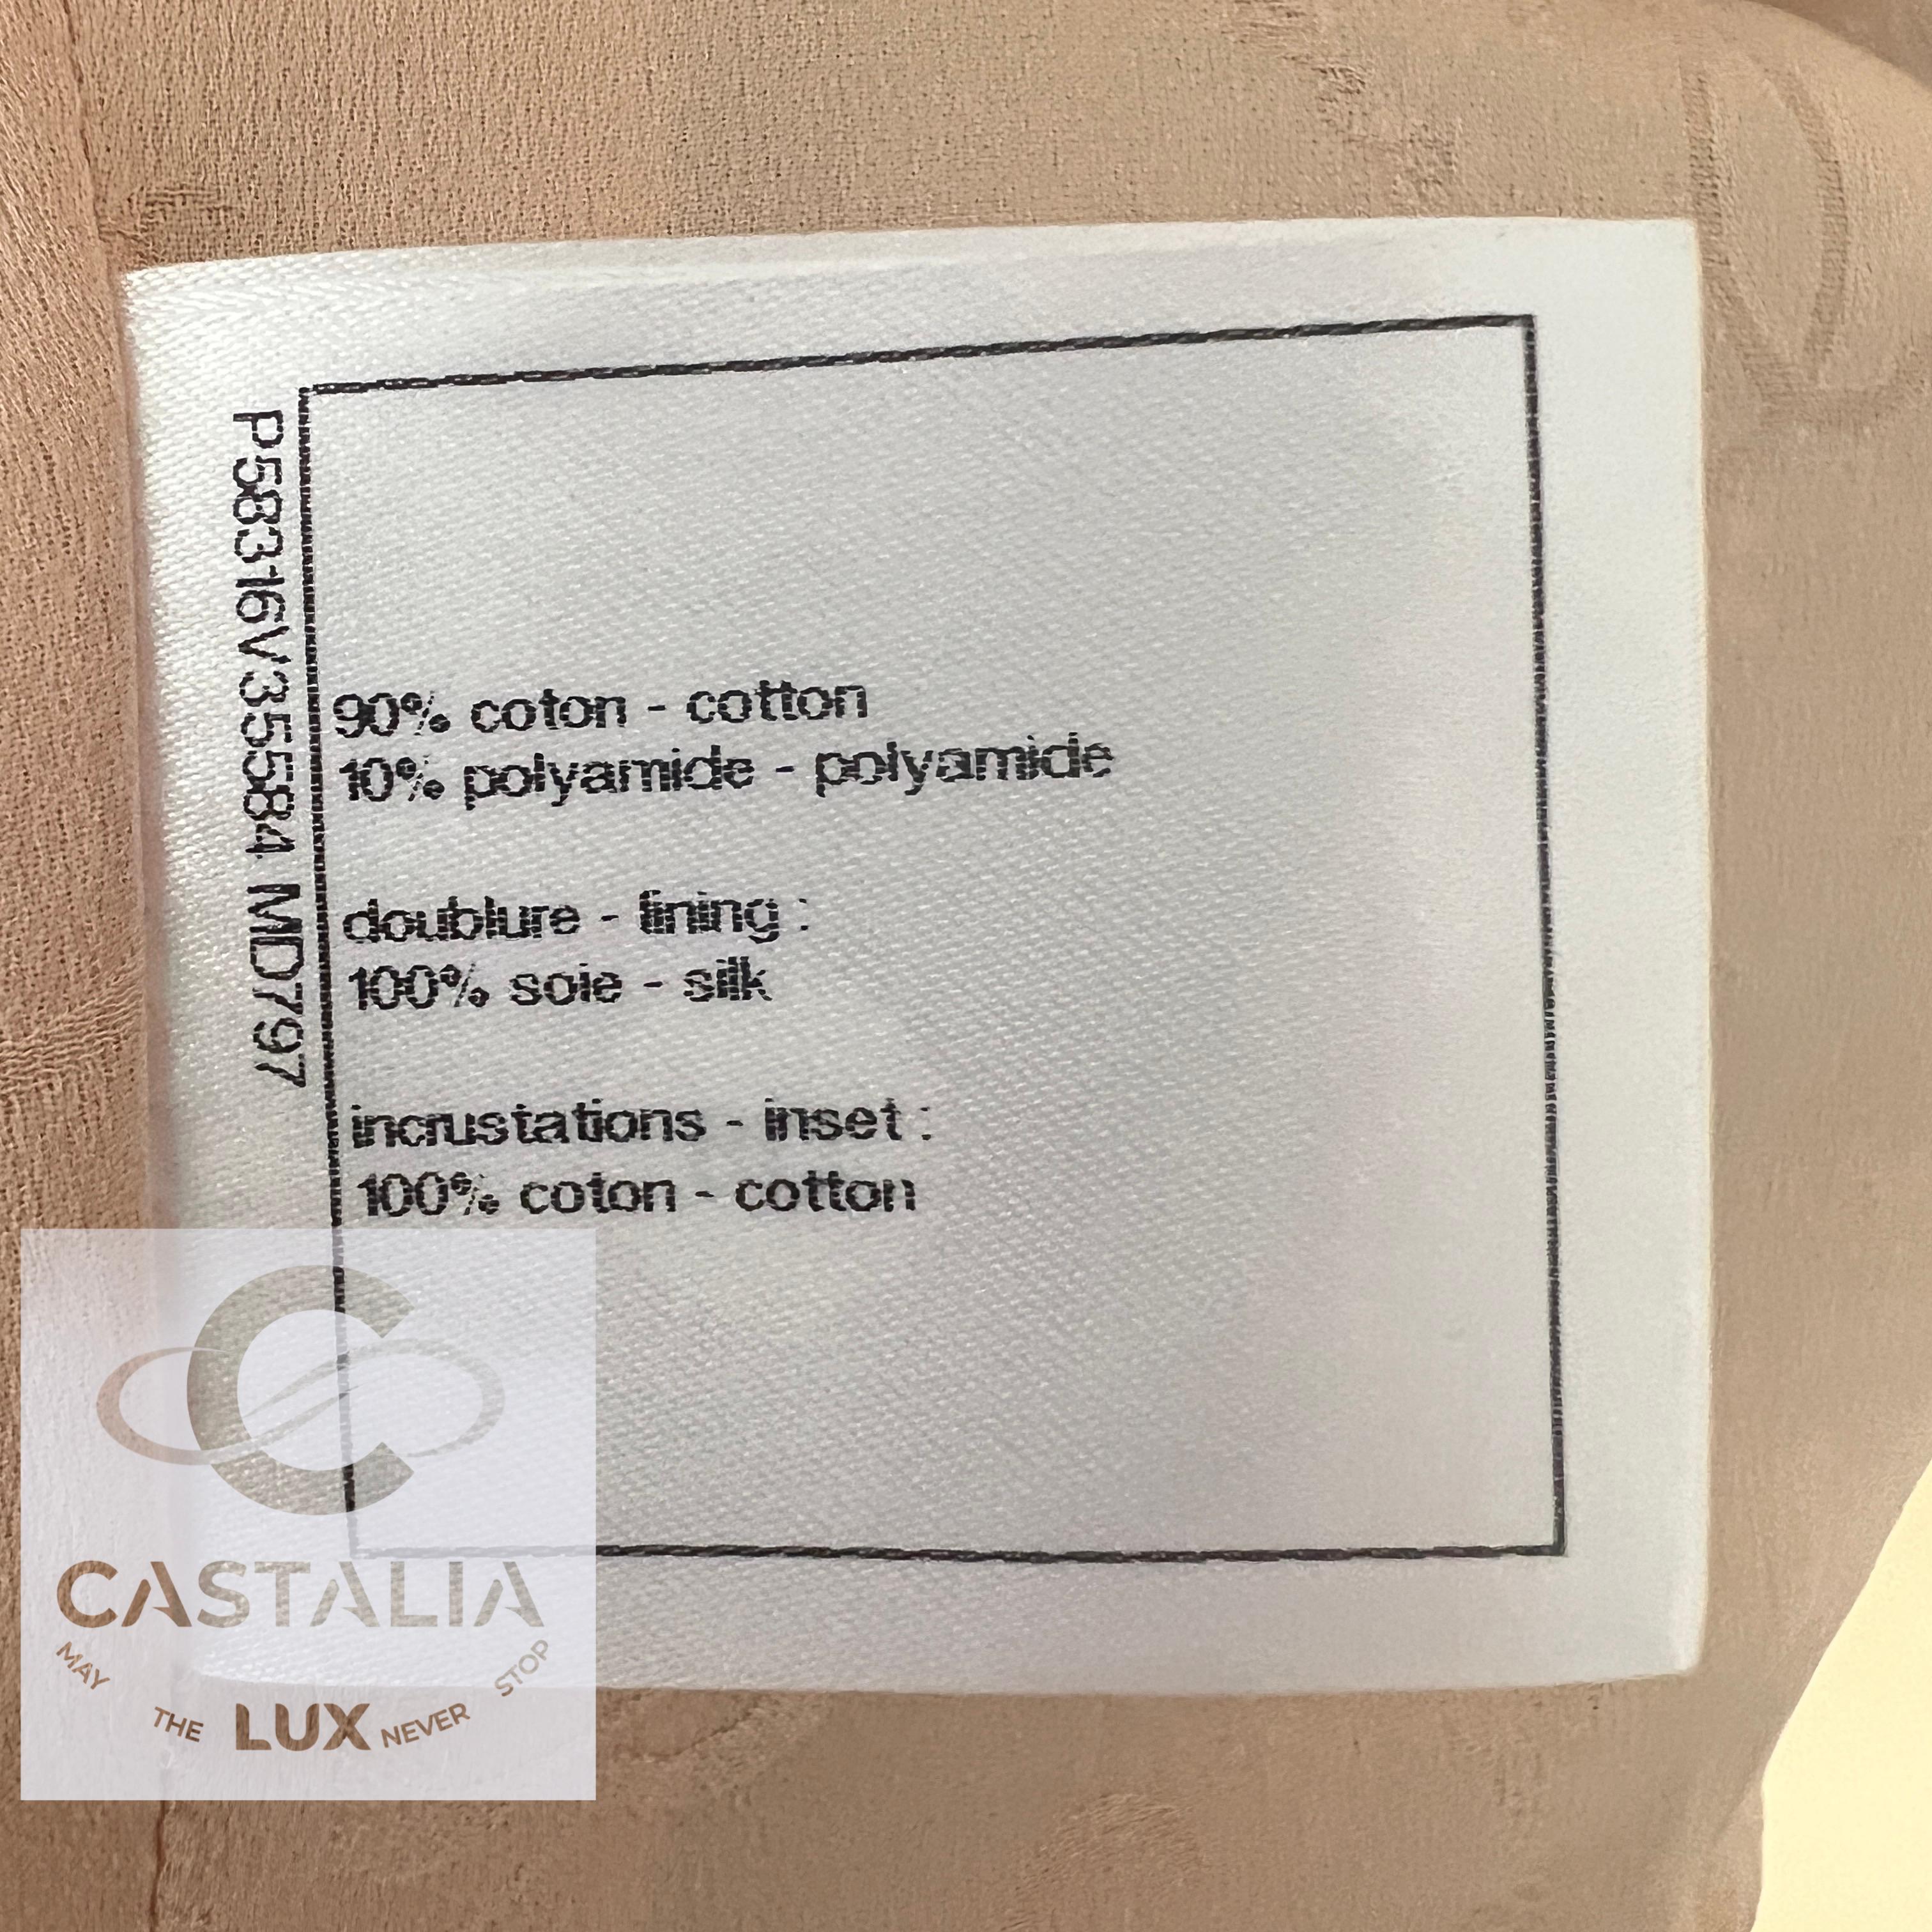 P58316V35584 MD797
90% coton - cotton
10% polyamide - polyamide
doublure - lining :
100% soie - silk
incrustations - inset :
100% coton - cotton
CASTALIA
MAY THE LUX NEVER STOP